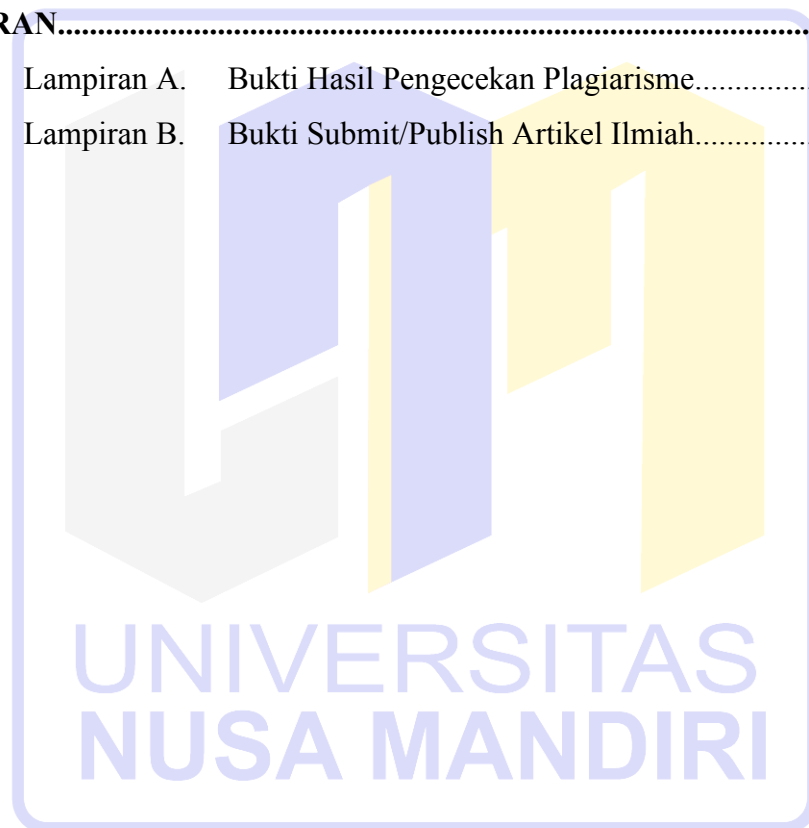 RAN..........................................................................................
Lampiran A. Bukti Hasil Pengecekan Plagiarisme...............
Lampiran B. Bukti Submit/Publish Artikel Ilmiah...............
UNIVERSITAS
NUSA MANDIRI